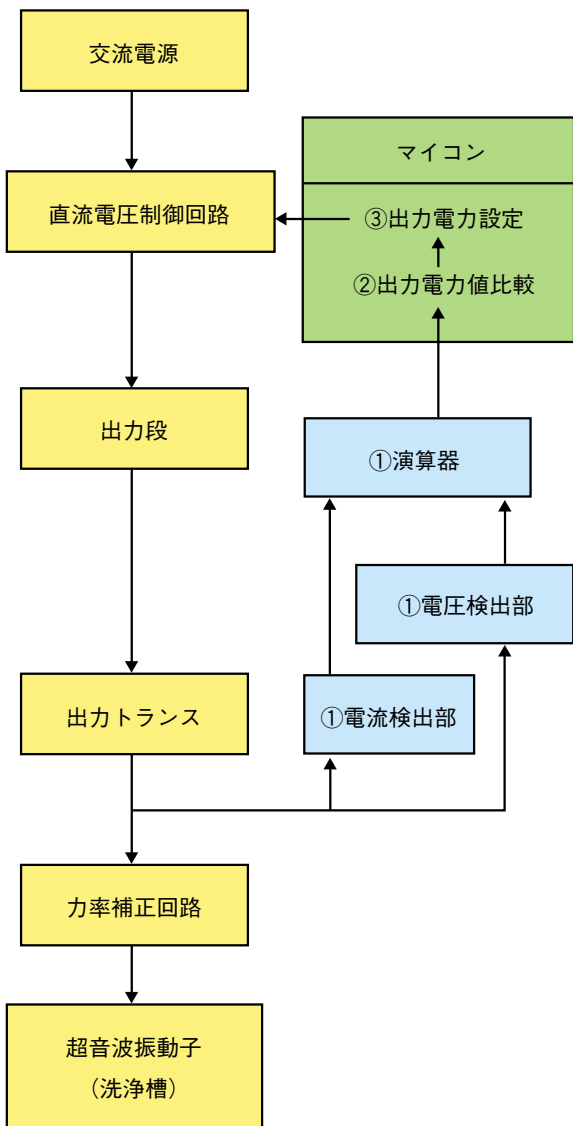 交流電源
マイコン
直流電圧制御回路
③出力電力設定
②出力電力値比較
出力段
①演算器
①電圧検出部
出力トランス
①電流検出部
力率補正回路
超音波振動子
（洗浄槽）